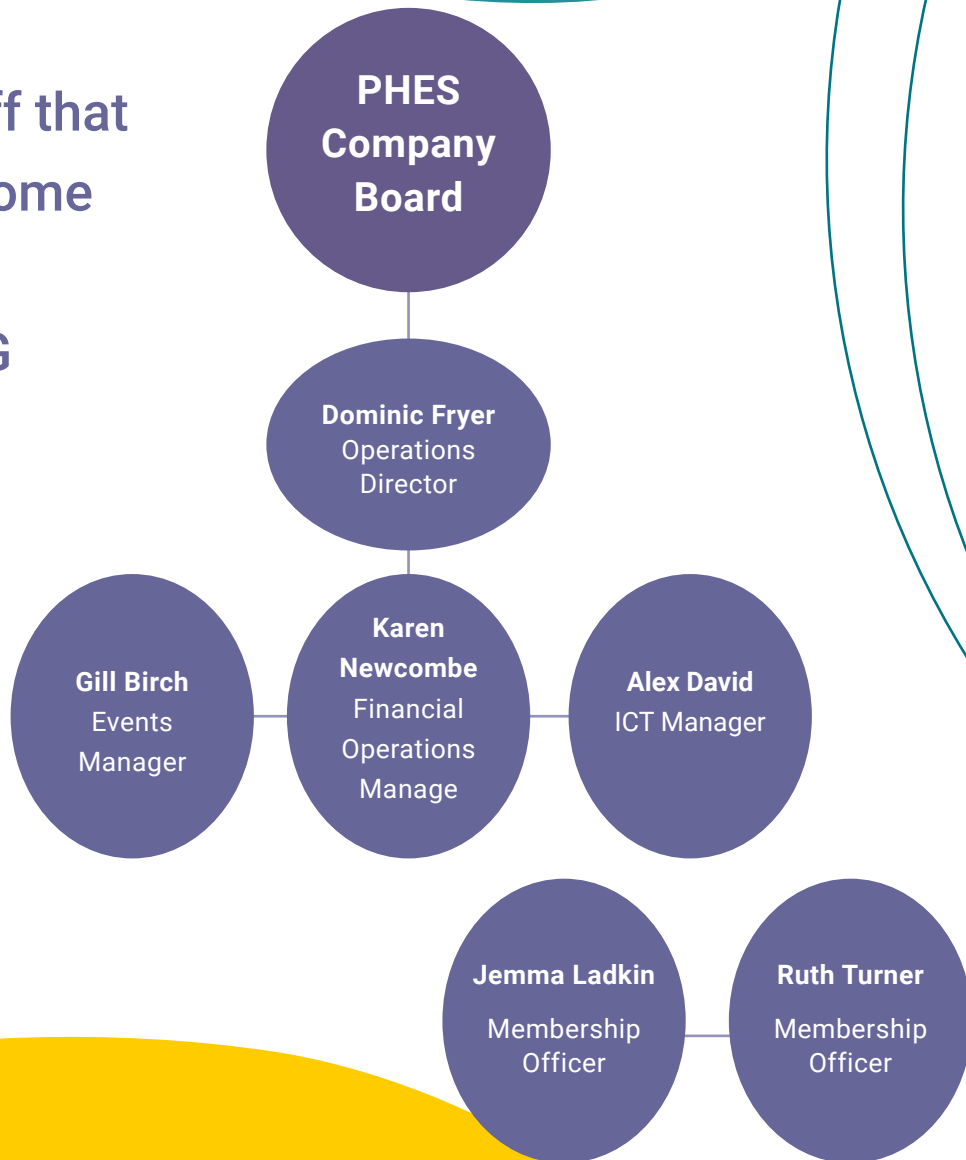 ff that
ome
G
PHES
Company
Board
Dominic Fryer
Operations
Director
Gill Birch
Events
Manager
Karen
Newcombe
Financial
Operations
Manage
Alex David
ICT Manager
Jemma Ladkin
Membership
Officer
Ruth Turner
Membership
Officer